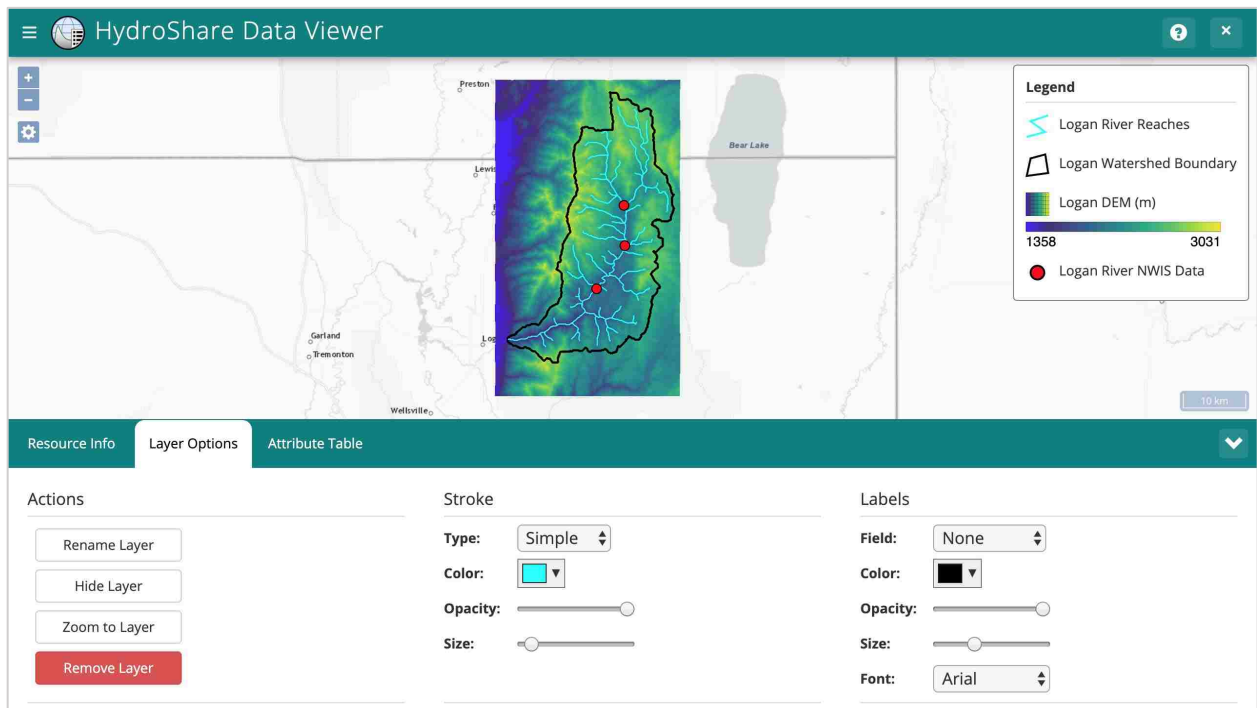 HydroShare Data Viewer
Preston
Bear Lake
Legend
Logan River Reaches
Logan Watershed Boundary
Logan DEM (m)
1358 3031
Logan River NWIS Data
Lewis
Garland
Tremonton
Log
Wellsville
10 km
Resource Info Layer Options Attribute Table
Actions
Rename Layer
Hide Layer
Zoom to Layer
Remove Layer
Stroke
Type: Simple
Color:
Opacity:
Size:
Labels
Field: None
Color:
Opacity:
Size:
Font: Arial